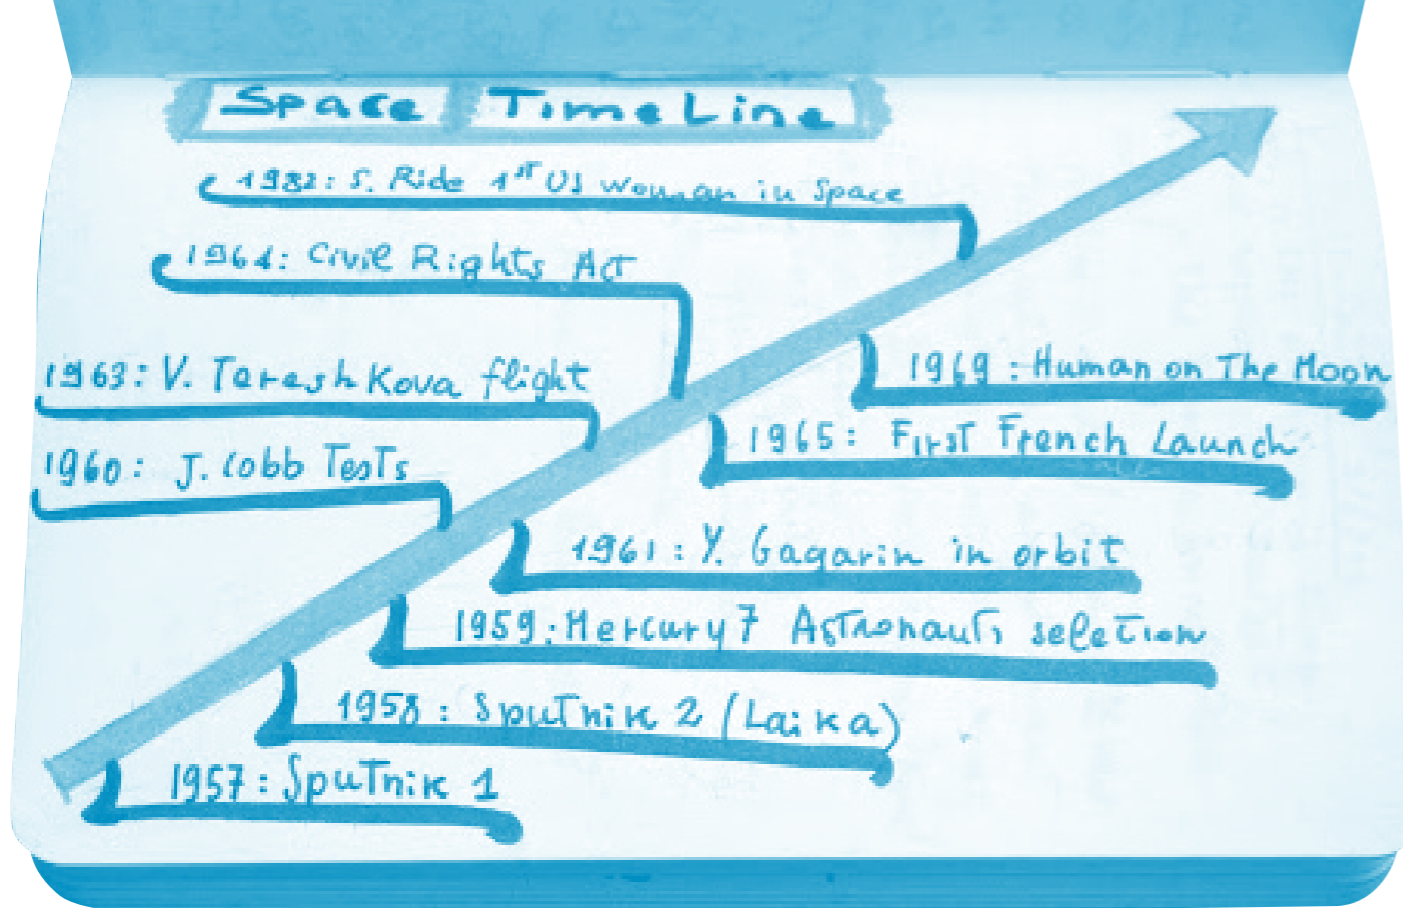 Space TimeLine
1982: S. Ride 1st US woman in Space
1964: Civil Rights Act
1963: V. Tereshkova flight
1969: Human on The Moon
1965: First French Launch
1960: J. Cobb Tests
1961: Y. Gagarin in orbit
1959: Mercury 7 Astronauts seletion
1958: Sputnik 2 (Laika)
1957: Sputnik 1